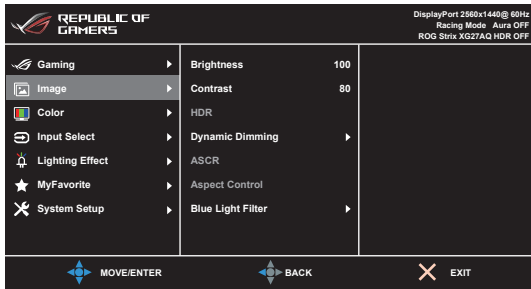 REPUBLIC OF
GAMERS
DisplayPort 2560x1440@ 60Hz
Racing Mode Aura OFF
ROG Strix XG27AQ HDR OFF
Gaming
Image
Color
Input Select
Lighting Effect
MyFavorite
System Setup
Brightness 100
Contrast 80
HDR
Dynamic Dimming
ASCR
Aspect Control
Blue Light Filter
MOVE/ENTER
BACK
EXIT